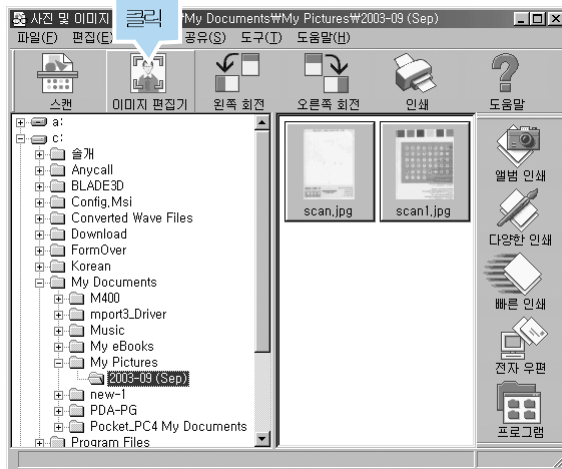 사진 및 이미지
클릭
My Documents₩My Pictures₩2003-09 (Sep)
파일(F) 편집(E) 공유(S) 도구(T) 도움말(H)
스캔 이미지 편집기 왼쪽 회전 오른쪽 회전 인쇄 도움말
a:
c:
솔개
Anycall
BLADE3D
Config.Msi
Converted Wave Files
Download
FormOver
Korean
My Documents
M400
mport3_Driver
Music
My eBooks
My Pictures
2003-09 (Sep)
new-1
PDA-PG
Pocket_PC4 My Documents
Program Files
scan.jpg scan1.jpg
앨범 인쇄
다양한 인쇄
빠른 인쇄
전자 우편
프로그램